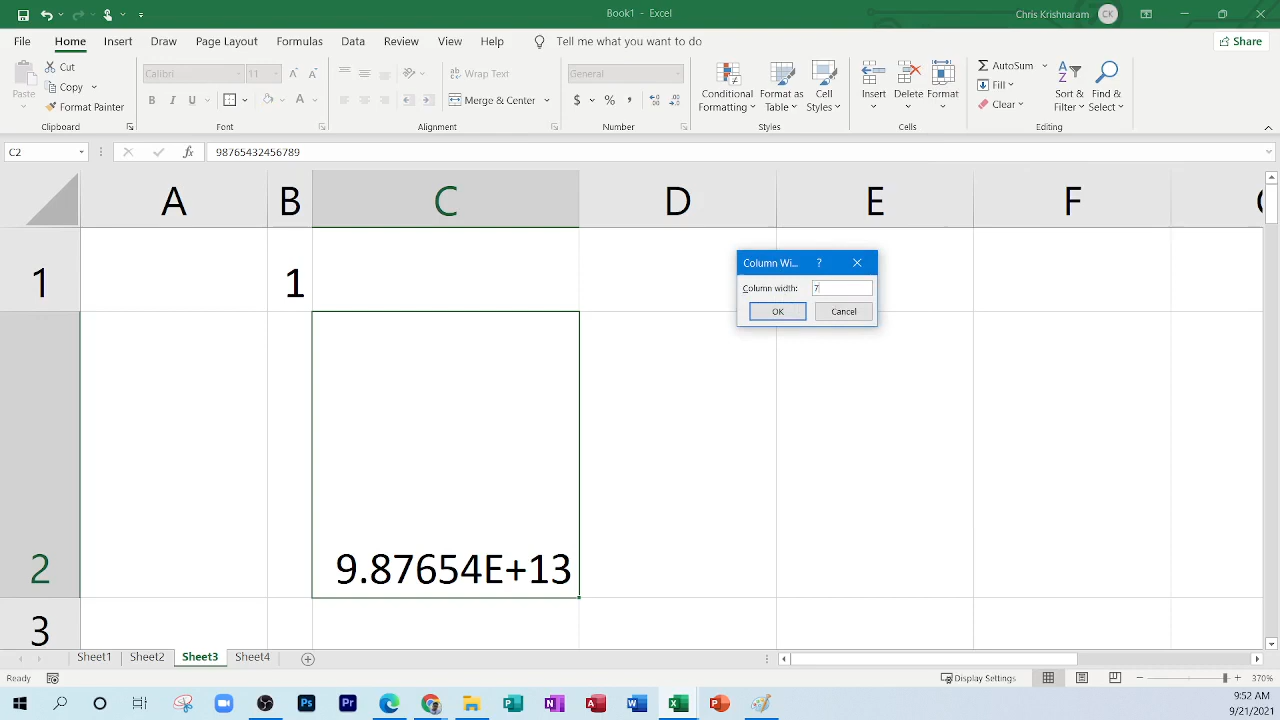 Book1 - Excel
Chris Krishnaram CK
File Home Insert Draw Page Layout Formulas Data Review View Help Tell me what you want to do Share
Paste Cut Copy Format Painter Clipboard
Calibri 11 B I U A Font
ab Wrap Text Merge & Center Alignment
General $ % , Number
Conditional Formatting Format as Table Cell Styles Styles
Insert Delete Format Cells
AutoSum Fill Clear Sort & Filter Find & Select Editing
C2 fx 98765432456789
A B C D E F
1 1
2 9.87654E+13
3
Column Wi... ? 
Column width: 7
OK Cancel
Sheet1 Sheet2 Sheet3 Sheet4
Ready Display Settings 370%
9:52 AM
9/21/2021